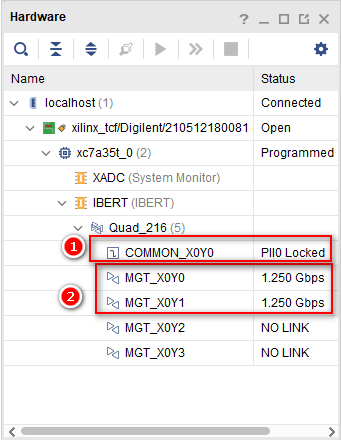 Hardware
Name Status
localhost (1) Connected
xilinx_tcf/Digilent/210512180081 Open
xc7a35t_0 (2) Programmed
XADC (System Monitor)
IBERT (IBERT)
Quad_216 (5)
1 COMMON_X0Y0 Pll0 Locked
MGT_X0Y0 1.250 Gbps
2 MGT_X0Y1 1.250 Gbps
MGT_X0Y2 NO LINK
MGT_X0Y3 NO LINK